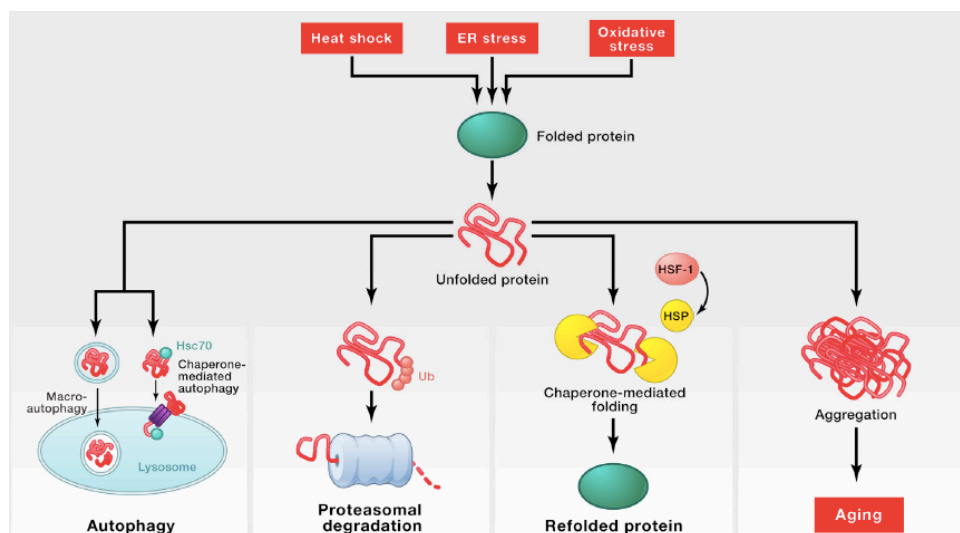 Heat shock
ER stress
Oxidative
stress
Folded protein
Unfolded protein
HSF-1
HSP
Hsc70
Chaperone-
mediated
autophagy
Macro-
autophagy
Lysosome
Autophagy
Ub
Proteasomal
degradation
Chaperone-mediated
folding
Refolded protein
Aggregation
Aging